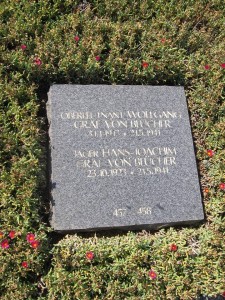 OBERLEUTNANT WOLFGANG
GRAF VON BLÜCHER
31.1.1917 * 21.5.1941
JÄGER HANS-JOACHIM
GRAF VON BLÜCHER
23.10.1923 * 21.5.1941
457 458